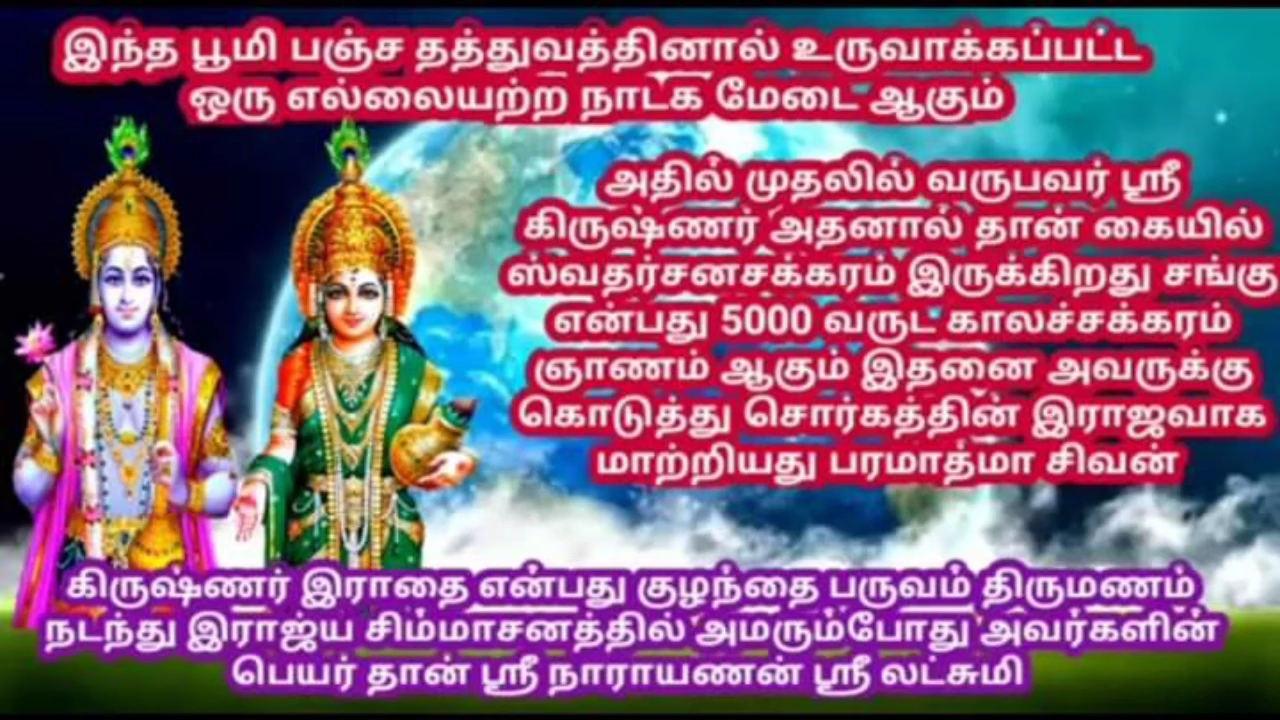 இந்த பூமி பஞ்ச தத்துவத்தினால் உருவாக்கப்பட்ட
ஒரு எல்லையற்ற நாடக மேடை ஆகும்
அதில் முதலில் வருபவர் ஸ்ரீ
கிருஷ்ணர் அதனால் தான் கையில்
ஸ்வதர்சனசக்கரம் இருக்கிறது சங்கு
என்பது 5000 வருட காலச்சக்கரம்
ஞாணம் ஆகும் இதனை அவருக்கு
கொடுத்து சொர்கத்தின் இராஜவாக
மாற்றியது பரமாத்மா சிவன்
கிருஷ்ணர் இராதை என்பது குழந்தை பருவம் திருமணம்
நடந்து இராஜ்ய சிம்மாசனத்தில் அமரும்போது அவர்களின்
பெயர் தான் ஸ்ரீ நாராயணன் ஸ்ரீ லட்சுமி